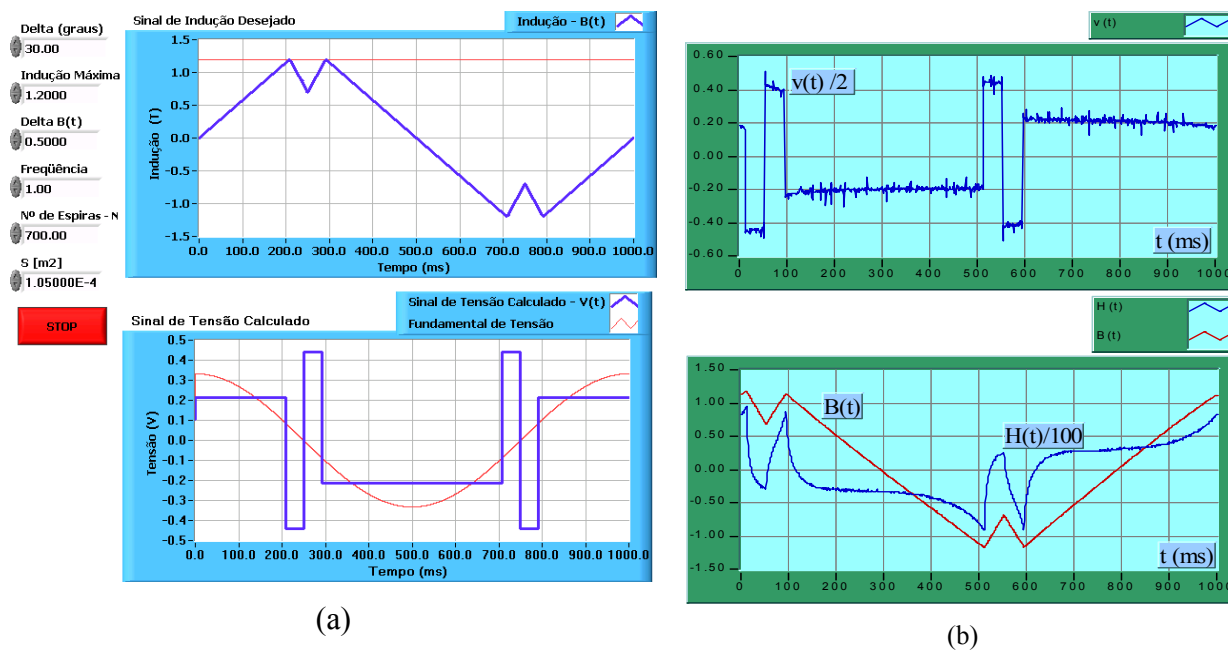 Delta (graus)
30.00
Indução Máxima
1.2000
Delta B(t)
0.5000
Freqüência
1.00
Nº de Espiras - N
700.00
S [m2]
1.05000E-4
STOP
Sinal de Indução Desejado
Indução - B(t)
1.5
1.0
0.5
0.0
-0.5
-1.0
-1.5
Indução (T)
0.0 100.0 200.0 300.0 400.0 500.0 600.0 700.0 800.0 1000.0
Tempo (ms)
Sinal de Tensão Calculado - V(t)
Fundamental de Tensão
Sinal de Tensão Calculado
0.5
0.4
0.3
0.2
0.1
0.0
-0.1
-0.2
-0.3
-0.4
-0.5
Tensão (V)
0.0 100.0 200.0 300.0 400.0 500.0 600.0 700.0 800.0 1000.0
Tempo (ms)
(a)
v (t)
0.60
0.40
0.20
0.00
-0.20
-0.40
-0.60
v(t) /2
t (ms)
0 100 200 300 400 500 600 700 800 900 1000
H (t)
B (t)
1.50
1.00
0.50
0.00
-0.50
-1.00
-1.50
B(t)
H(t)/100
t (ms)
0 100 200 300 400 500 600 700 800 900 1000
(b)